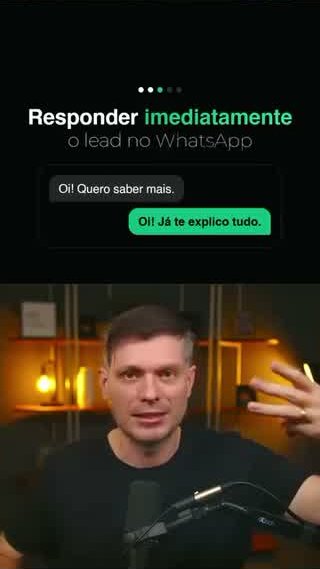 Responder imediatamente
o lead no WhatsApp
Oi! Quero saber mais.
Oi! Já te explico tudo.